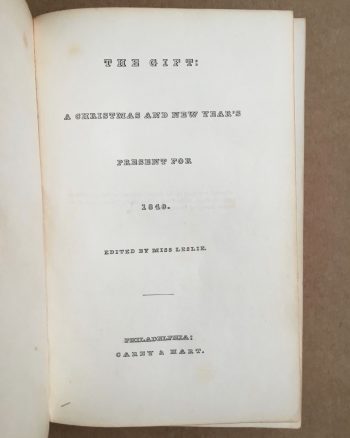 THE GIFT:
A CHRISTMAS AND NEW YEAR'S
PRESENT FOR
1840.
EDITED BY MISS LESLIE.
PHILADELPHIA:
CAREY & HART.